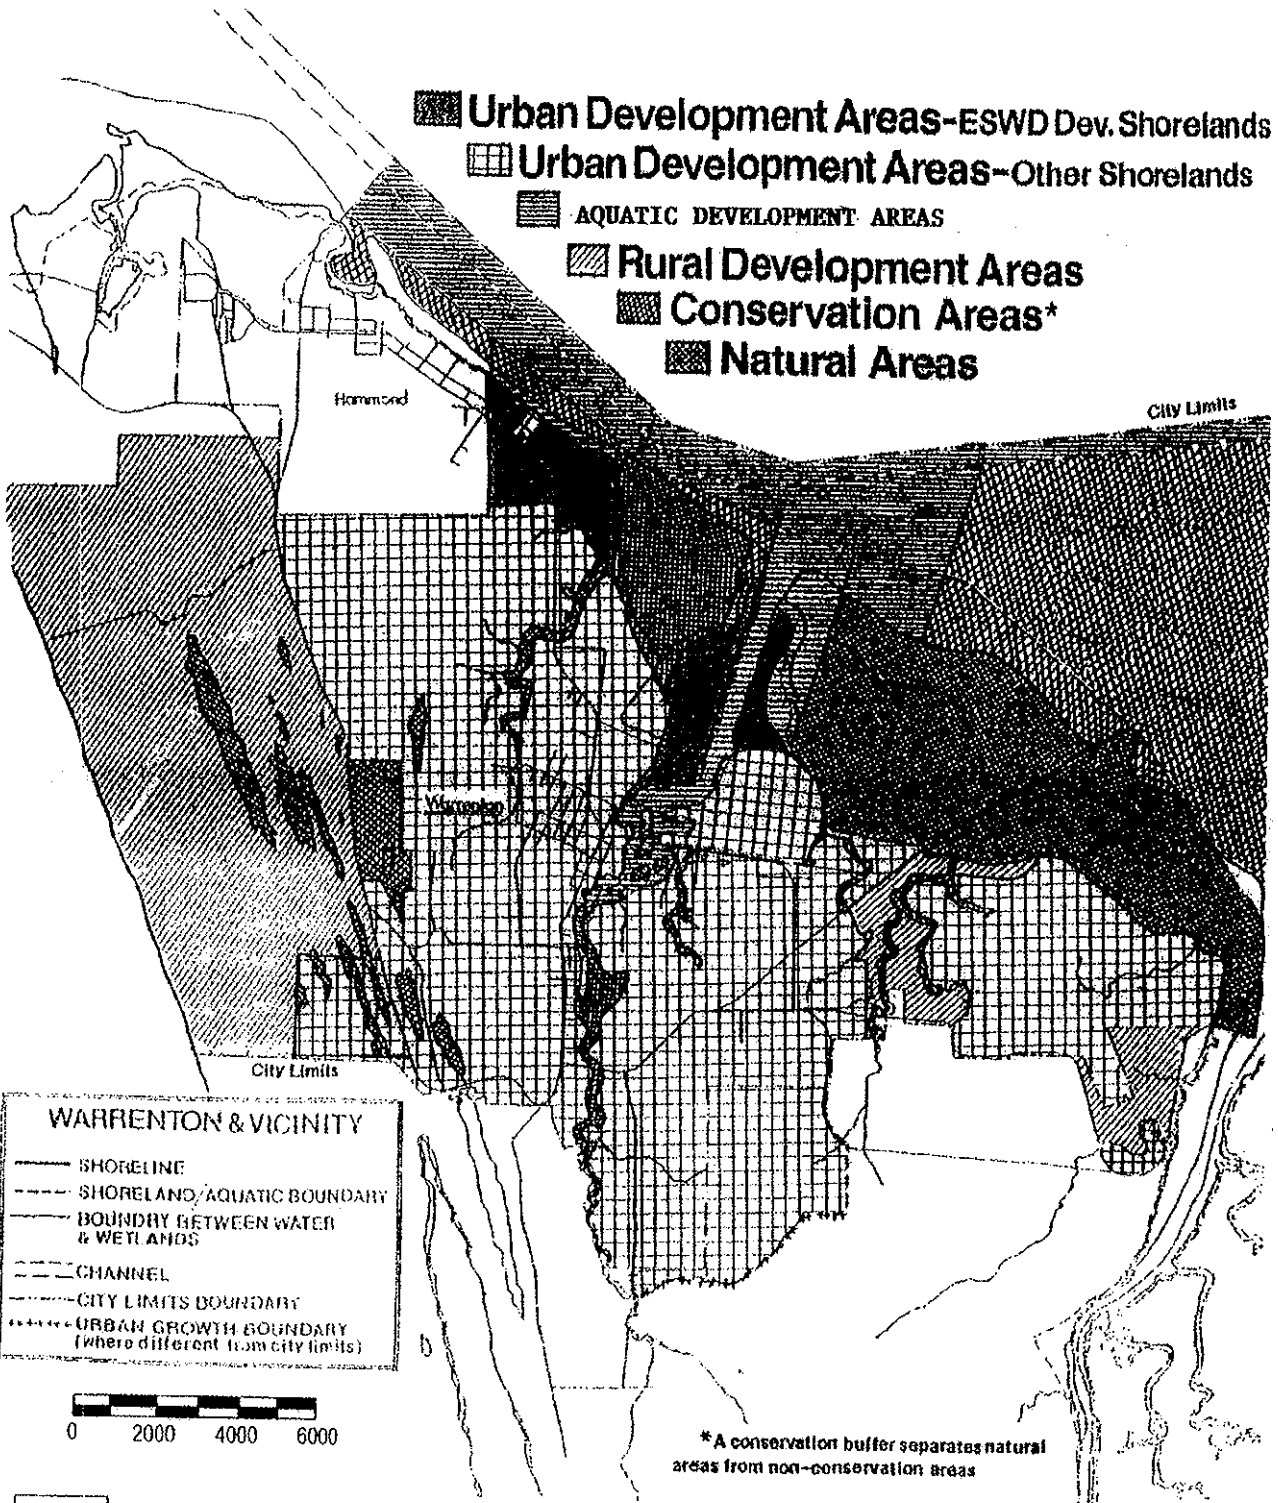 Urban Development Areas-ESWD Dev. Shorelands
Urban Development Areas-Other Shorelands
AQUATIC DEVELOPMENT AREAS
Rural Development Areas
Conservation Areas*
Natural Areas
City Limits
Hammond
Warrenton
City Limits
WARRENTON & VICINITY
SHORELINE
SHORELAND/AQUATIC BOUNDARY
BOUNDRY BETWEEN WATER
& WETLANDS
CHANNEL
CITY LIMITS BOUNDARY
URBAN GROWTH BOUNDARY
(where different from city limits)
0 2000 4000 6000
*A conservation buffer separates natural
areas from non-conservation areas